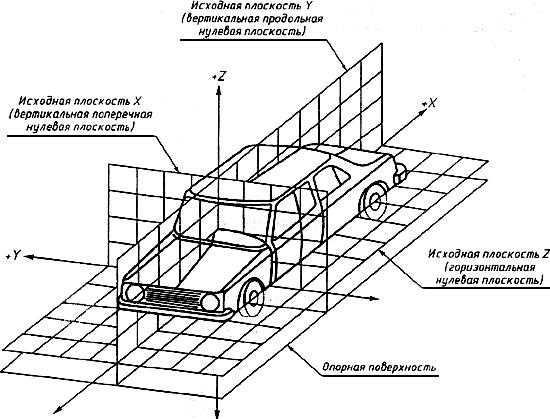 Исходная плоскость Y
(вертикальная продольная
нулевая плоскость)
+Z
Исходная плоскость X
(вертикальная поперечная
нулевая плоскость)
+X
+Y
Исходная плоскость Z
(горизонтальная
нулевая плоскость)
Опорная поверхность